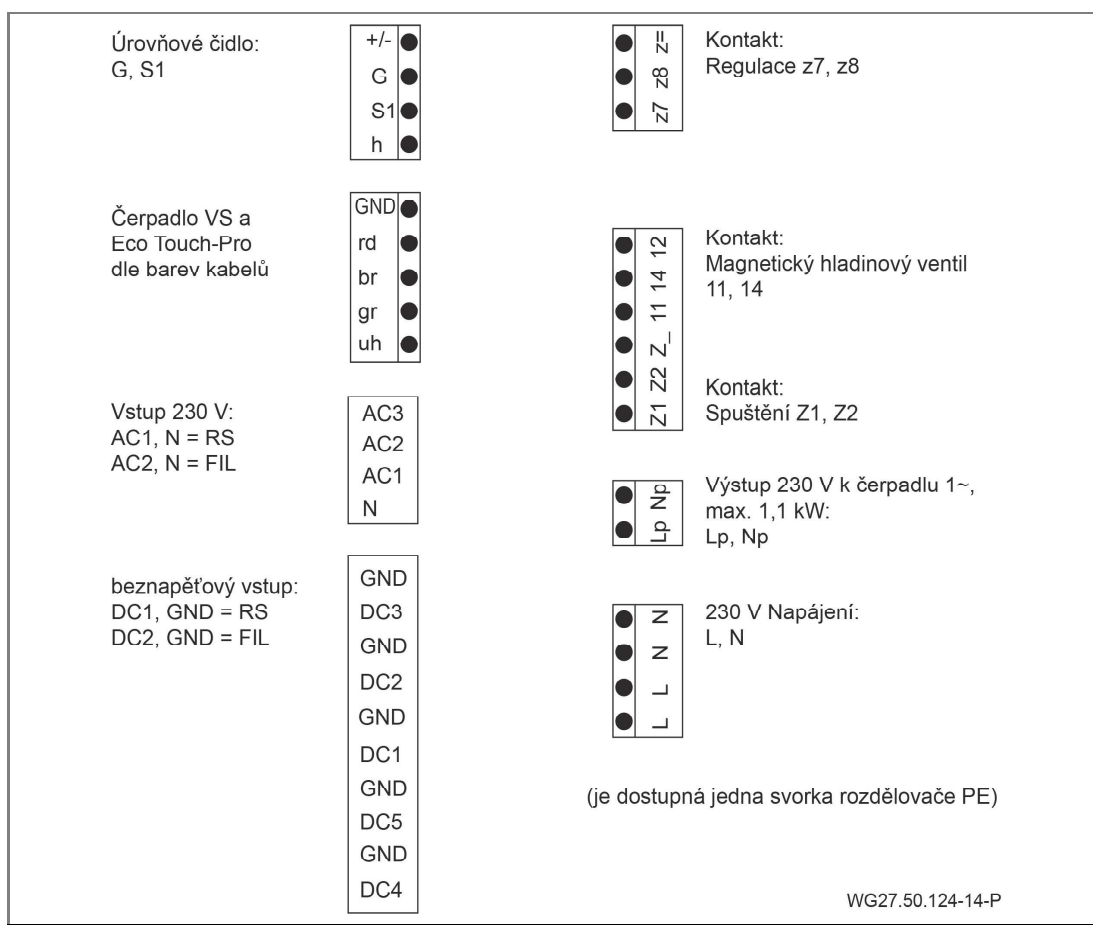 Úrovňové čidlo:
G, S1
+/-
G
S1
h
Čerpadlo VS a
Eco Touch-Pro
dle barev kabelů
GND
rd
br
gr
uh
Vstup 230 V:
AC1, N = RS
AC2, N = FIL
AC3
AC2
AC1
N
beznapěťový vstup:
DC1, GND = RS
DC2, GND = FIL
GND
DC3
GND
DC2
GND
DC1
GND
DC5
GND
DC4
z7 z8 z=
Kontakt:
Regulace z7, z8
Z1 Z2 Z_ 11 14 12
Kontakt:
Magnetický hladinový ventil
11, 14
Kontakt:
Spuštění Z1, Z2
Lp Np
Výstup 230 V k čerpadlu 1~,
max. 1,1 kW:
Lp, Np
L L N N
230 V Napájení:
L, N
(je dostupná jedna svorka rozdělovače PE)
WG27.50.124-14-P